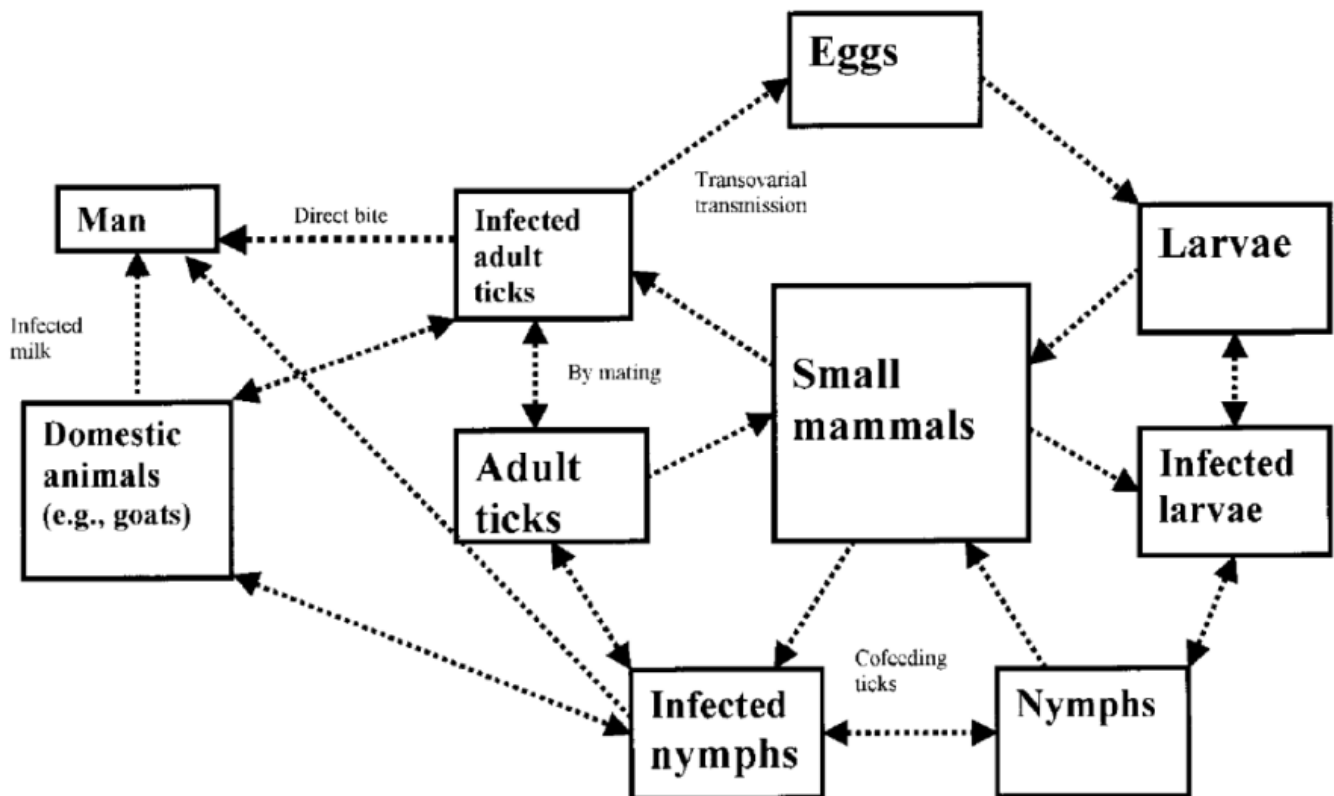 Eggs
Transovarial
transmission
Man
Direct bite
Infected
adult
ticks
Larvae
Infected
milk
By mating
Small
mammals
Domestic
animals
(e.g., goats)
Adult
ticks
Infected
larvae
Cofeeding
ticks
Infected
nymphs
Nymphs